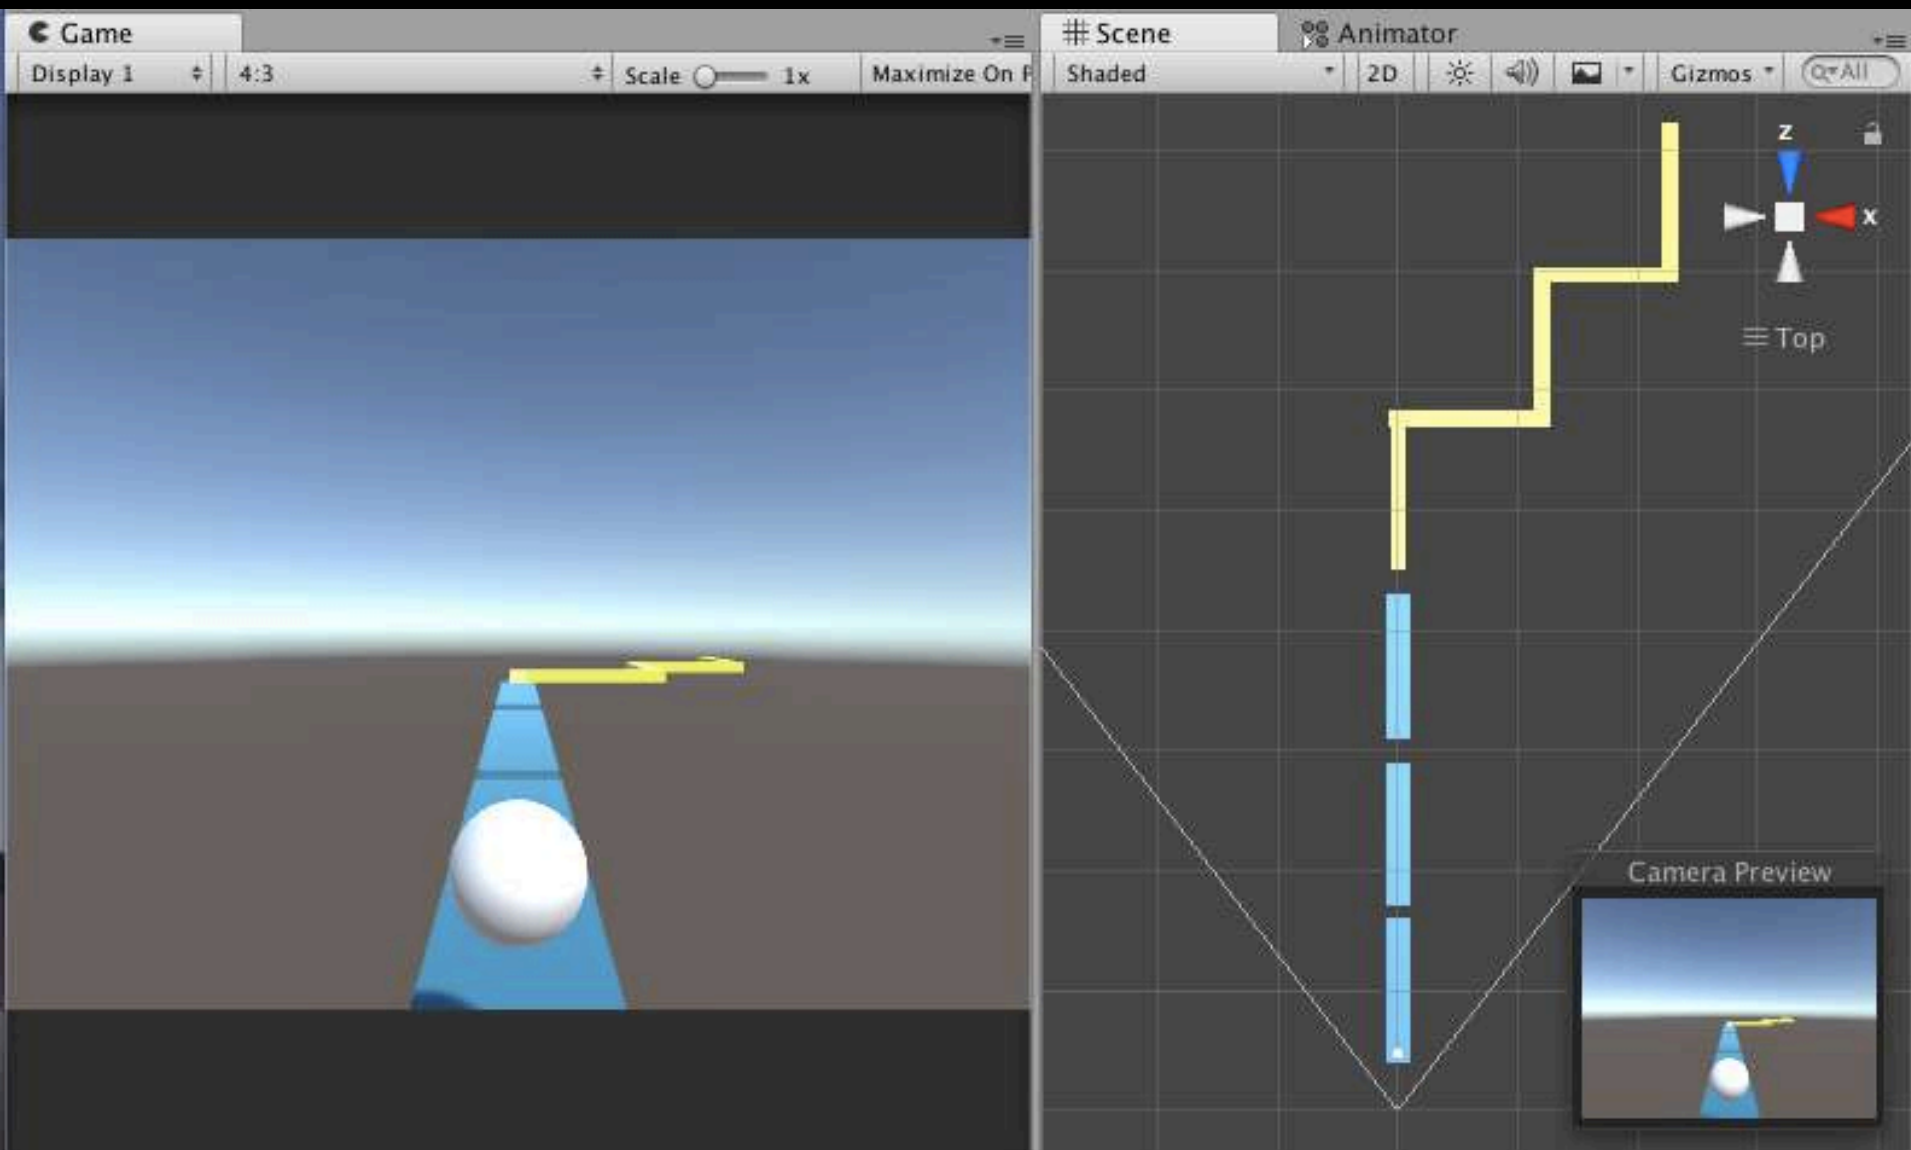 Game
Display 1
4:3
Scale
1x
Maximize On P
Scene
Animator
Shaded
2D
Gizmos
All
z
x
Top
Camera Preview